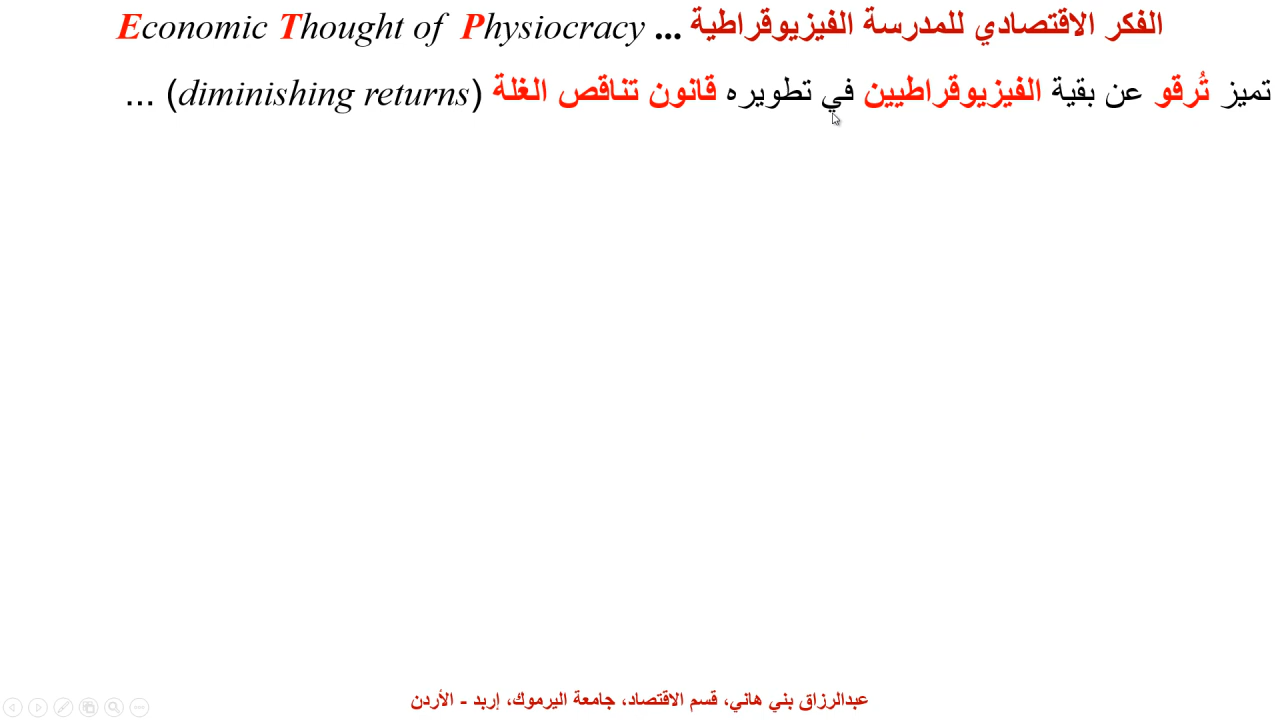 الفكر الاقتصادي للمدرسة الفيزيوقراطية ... Economic Thought of Physiocracy
تميز تُرقو عن بقية الفيزيوقراطيين في تطويره قانون تناقص الغلة (diminishing returns) ...
عبدالرزاق بني هاني، قسم الاقتصاد، جامعة اليرموك، إربد - الأردن